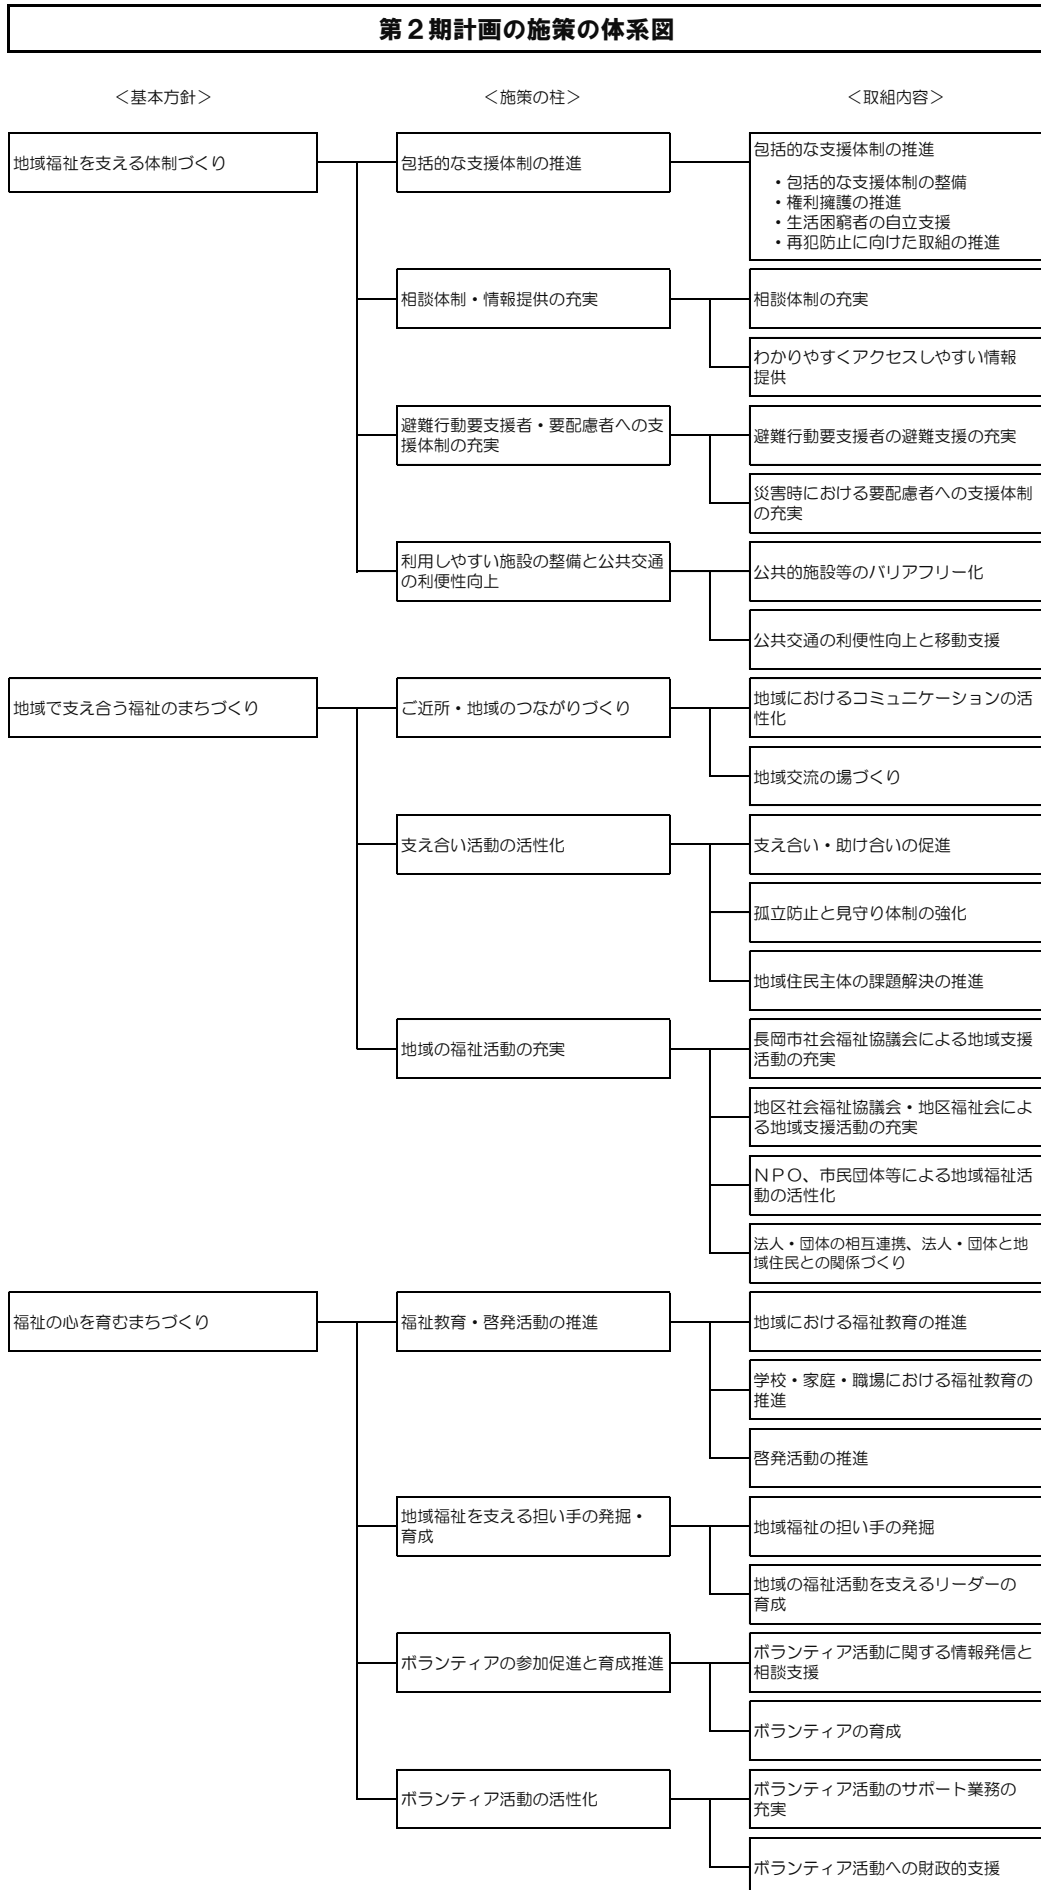 第2期計画の施策の体系図
＜基本方針＞
＜施策の柱＞
＜取組内容＞
地域福祉を支える体制づくり
包括的な支援体制の推進
包括的な支援体制の推進
・包括的な支援体制の整備
・権利擁護の推進
・生活困窮者の自立支援
・再犯防止に向けた取組の推進
相談体制・情報提供の充実
相談体制の充実
わかりやすくアクセスしやすい情報
提供
避難行動要支援者・要配慮者への支
援体制の充実
避難行動要支援者の避難支援の充実
災害時における要配慮者への支援体制
の充実
利用しやすい施設の整備と公共交通
の利便性向上
公共的施設等のバリアフリー化
公共交通の利便性向上と移動支援
地域で支え合う福祉のまちづくり
ご近所・地域のつながりづくり
地域におけるコミュニケーションの活
性化
地域交流の場づくり
支え合い活動の活性化
支え合い・助け合いの促進
孤立防止と見守り体制の強化
地域住民主体の課題解決の推進
地域の福祉活動の充実
長岡市社会福祉協議会による地域支援
活動の充実
地区社会福祉協議会・地区福祉会によ
る地域支援活動の充実
ＮＰＯ、市民団体等による地域福祉活
動の活性化
法人・団体の相互連携、法人・団体と地
域住民との関係づくり
福祉の心を育むまちづくり
福祉教育・啓発活動の推進
地域における福祉教育の推進
学校・家庭・職場における福祉教育の
推進
啓発活動の推進
地域福祉を支える担い手の発掘・
育成
地域福祉の担い手の発掘
地域の福祉活動を支えるリーダーの
育成
ボランティアの参加促進と育成推進
ボランティア活動に関する情報発信と
相談支援
ボランティアの育成
ボランティア活動の活性化
ボランティア活動のサポート業務の
充実
ボランティア活動への財政的支援